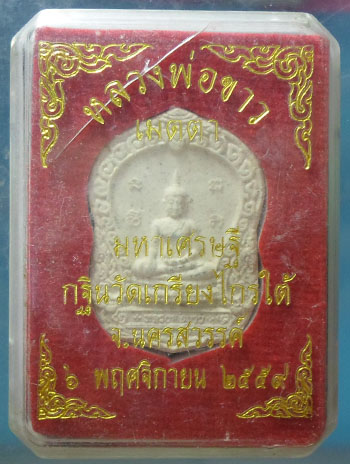 หลวงพ่อขาว
เมตตา
มหาเศรษฐี
กฐินวัดเกรียงไกรใต้
จ.นครสวรรค์
๖ พฤศจิกายน ๒๕๕๙